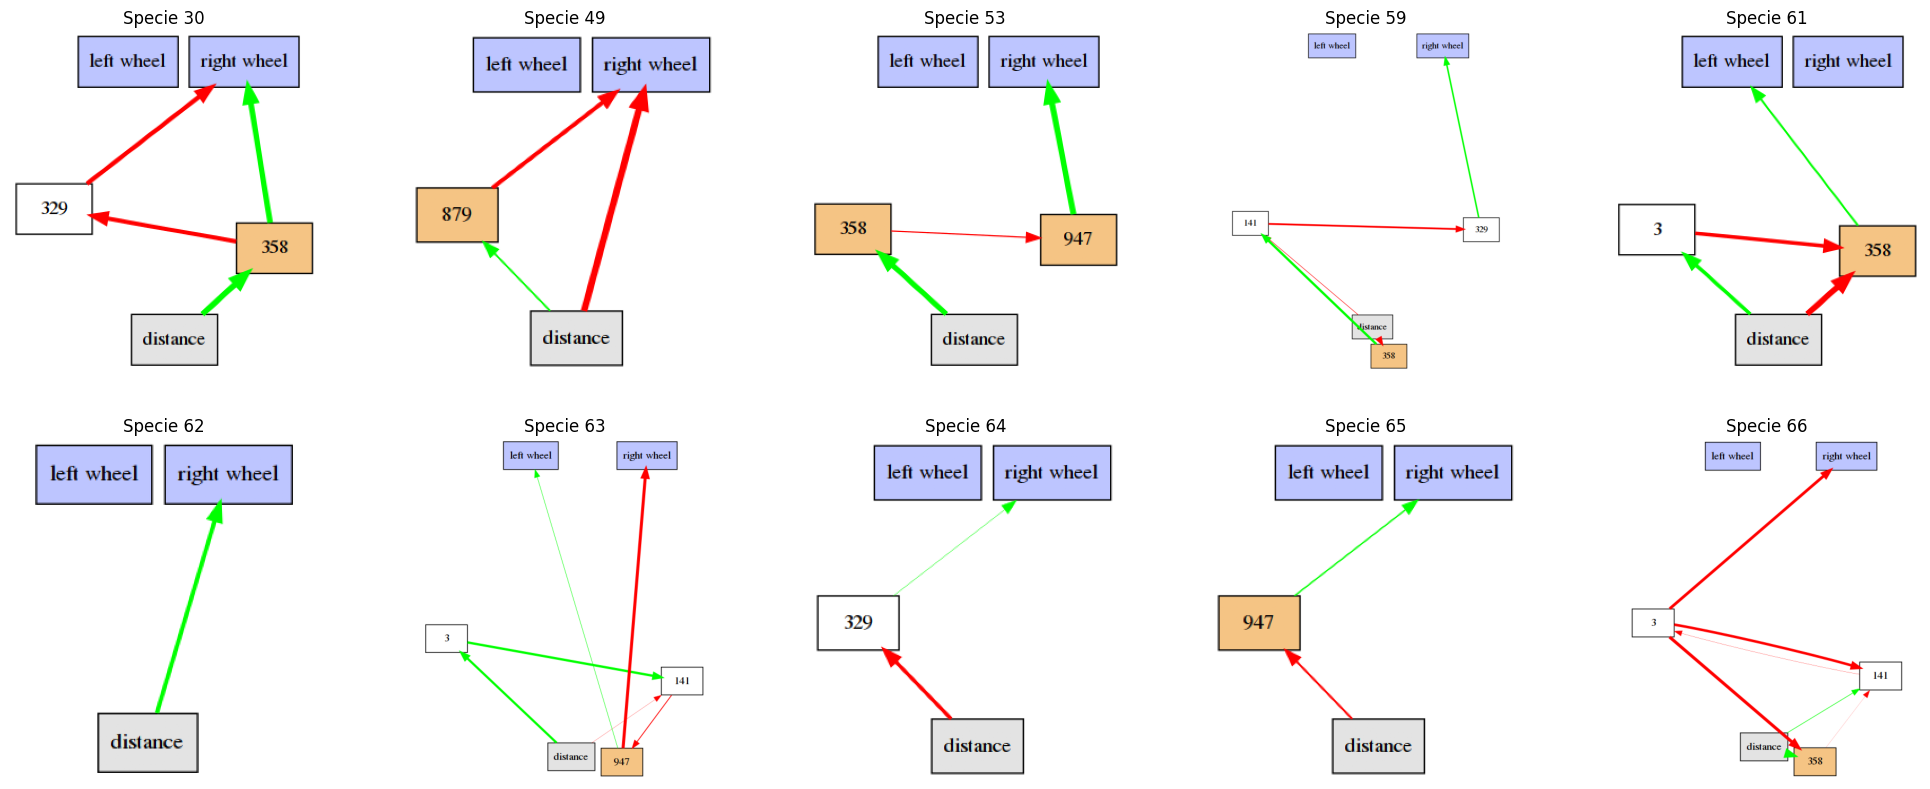 Specie 30
left wheel right wheel
329
358
distance
Specie 49
left wheel right wheel
879
distance
Specie 53
left wheel right wheel
358
947
distance
Specie 59
left wheel right wheel
141
329
distance
358
Specie 61
left wheel right wheel
3
358
distance
Specie 62
left wheel right wheel
distance
Specie 63
left wheel right wheel
3
141
distance
947
Specie 64
left wheel right wheel
329
distance
Specie 65
left wheel right wheel
947
distance
Specie 66
left wheel right wheel
3
141
distance
358